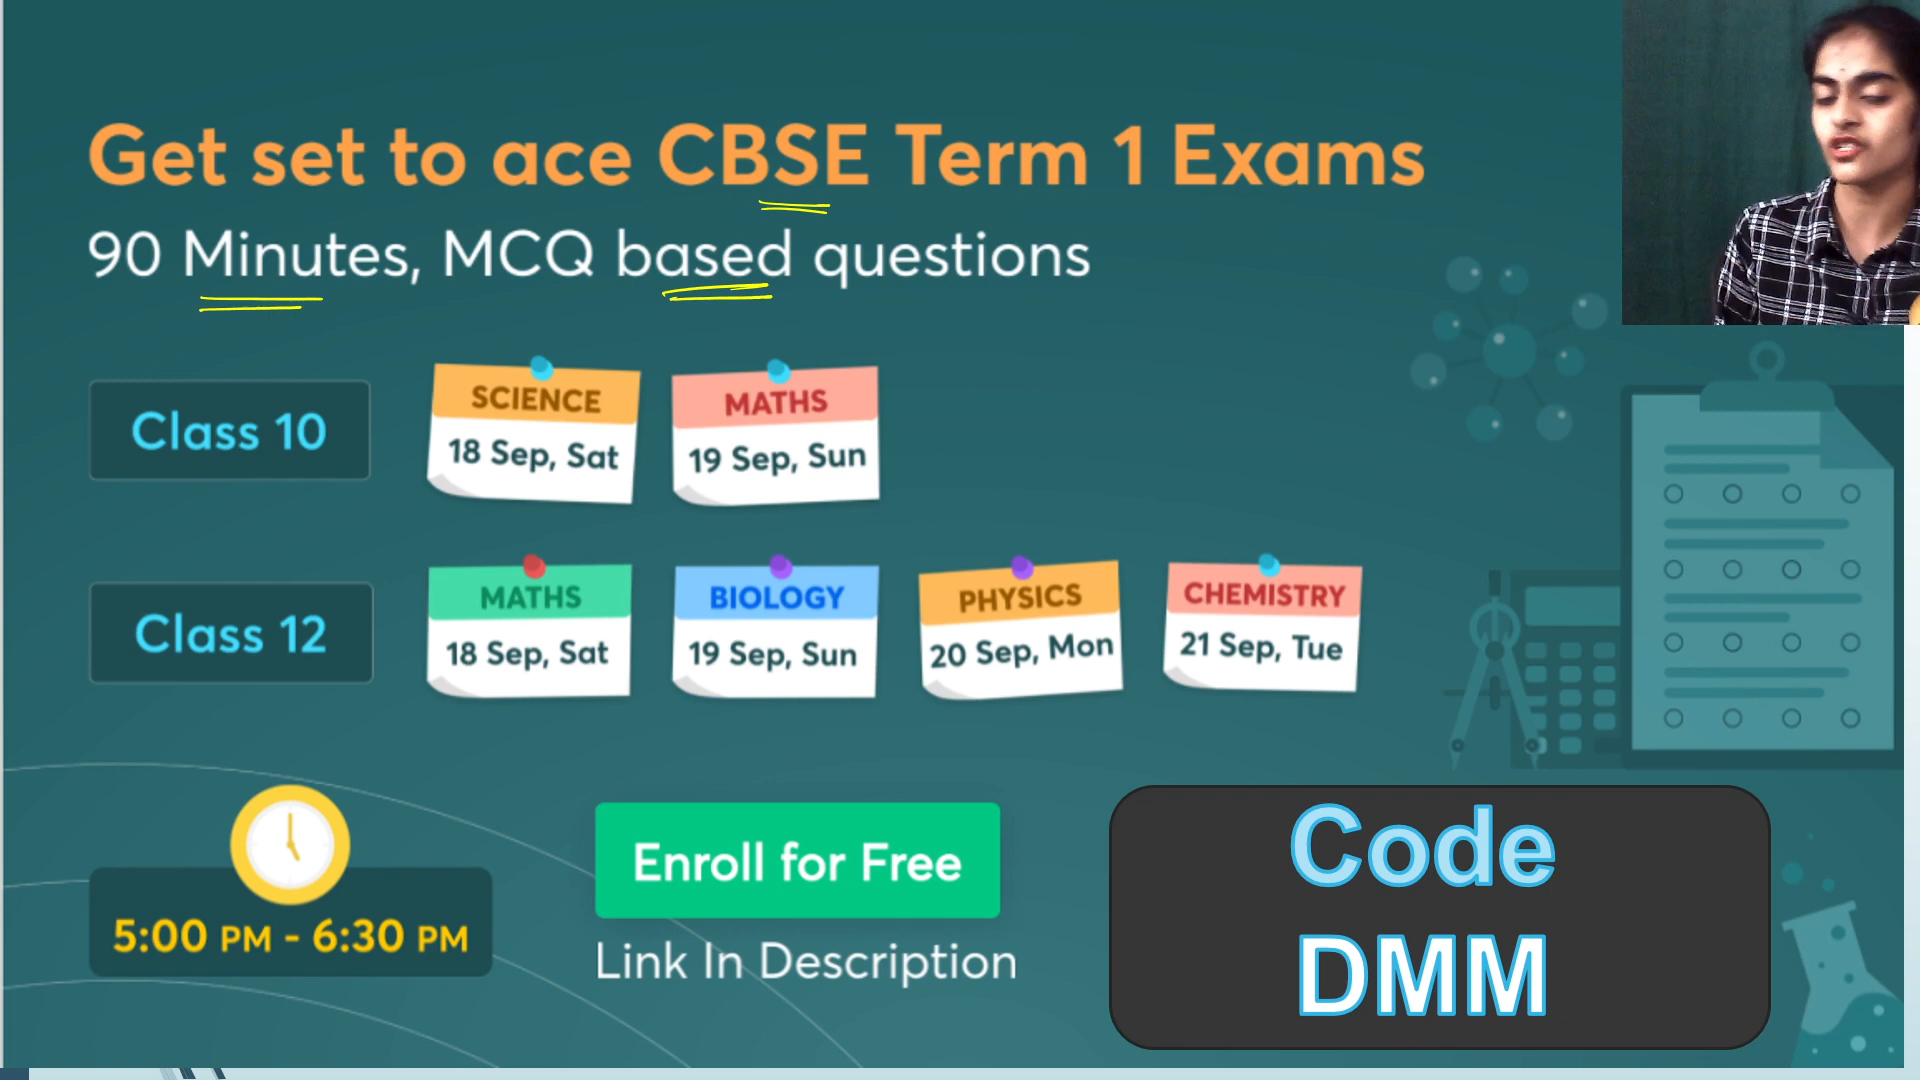 Get set to ace CBSE Term 1 Exams
90 Minutes, MCQ based questions
Class 10
SCIENCE
18 Sep, Sat
MATHS
19 Sep, Sun
Class 12
MATHS
18 Sep, Sat
BIOLOGY
19 Sep, Sun
PHYSICS
20 Sep, Mon
CHEMISTRY
21 Sep, Tue
5:00 PM - 6:30 PM
Enroll for Free
Link In Description
Code
DMM